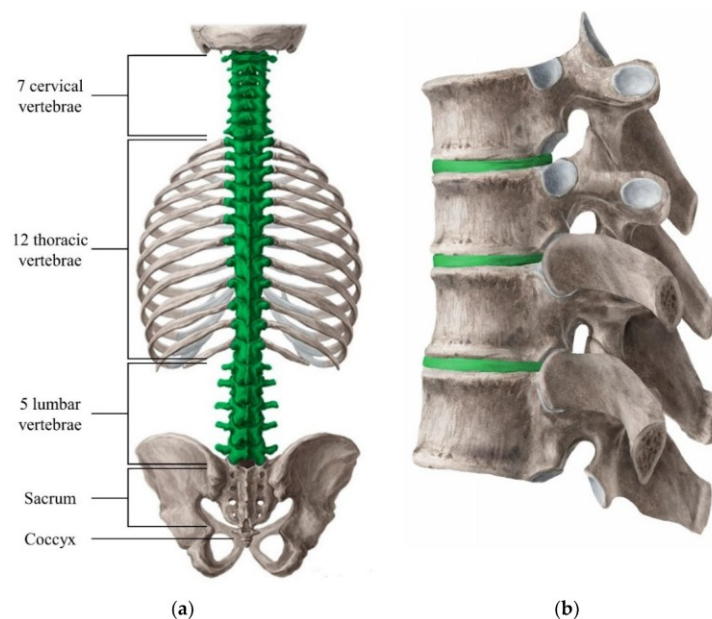 7 cervical
vertebrae
12 thoracic
vertebrae
5 lumbar
vertebrae
Sacrum
Coccyx
(a)
(b)